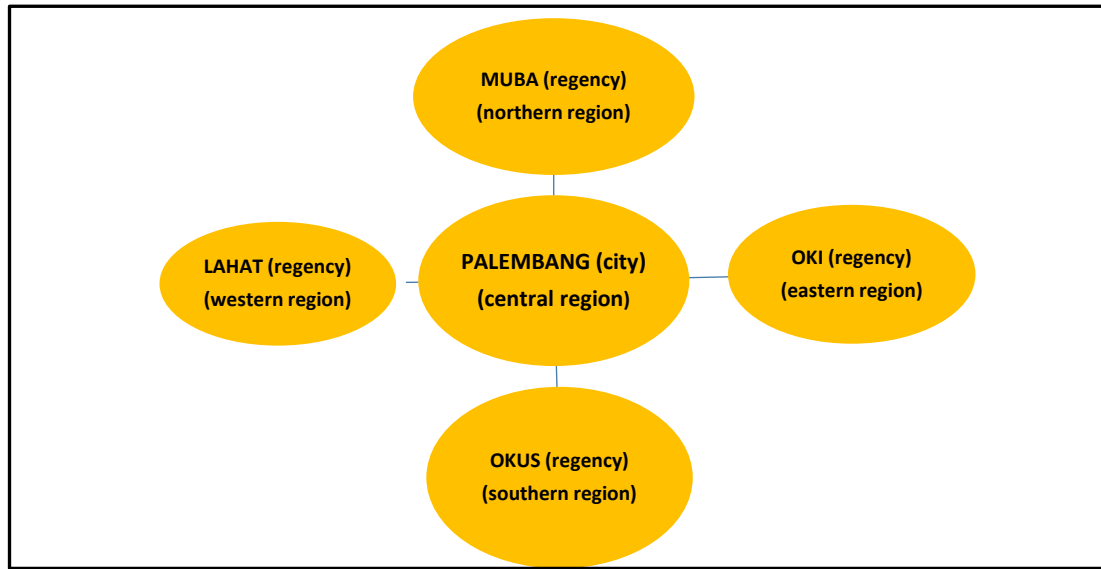 MUBA (regency)
(northern region)
LAHAT (regency)
(western region)
PALEMBANG (city)
(central region)
OKI (regency)
(eastern region)
OKUS (regency)
(southern region)